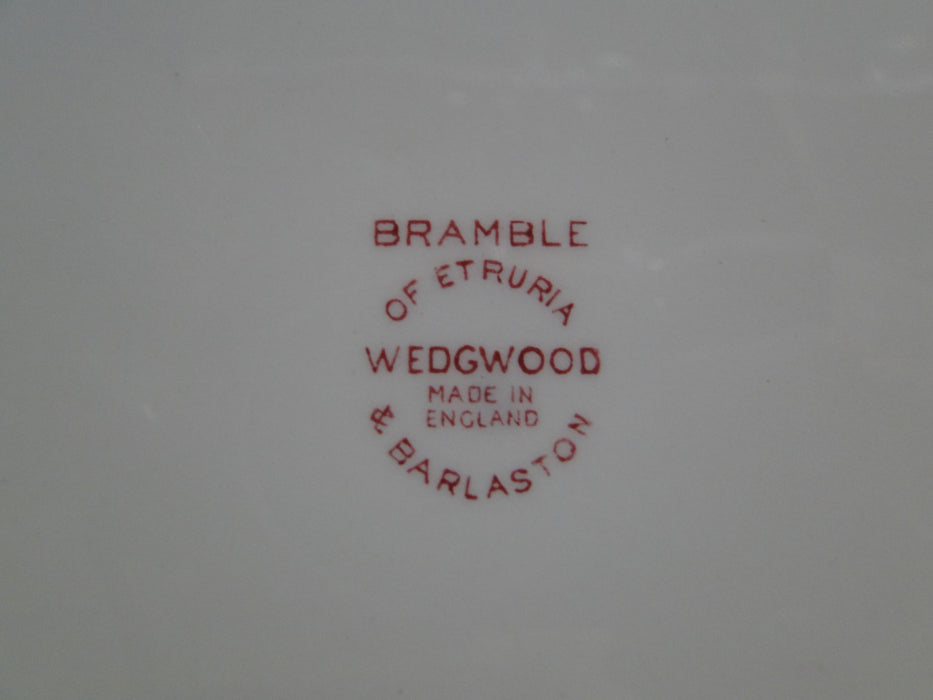 BRAMBLE
OF ETRURIA
WEDGWOOD
MADE IN
ENGLAND
& BARLASTON